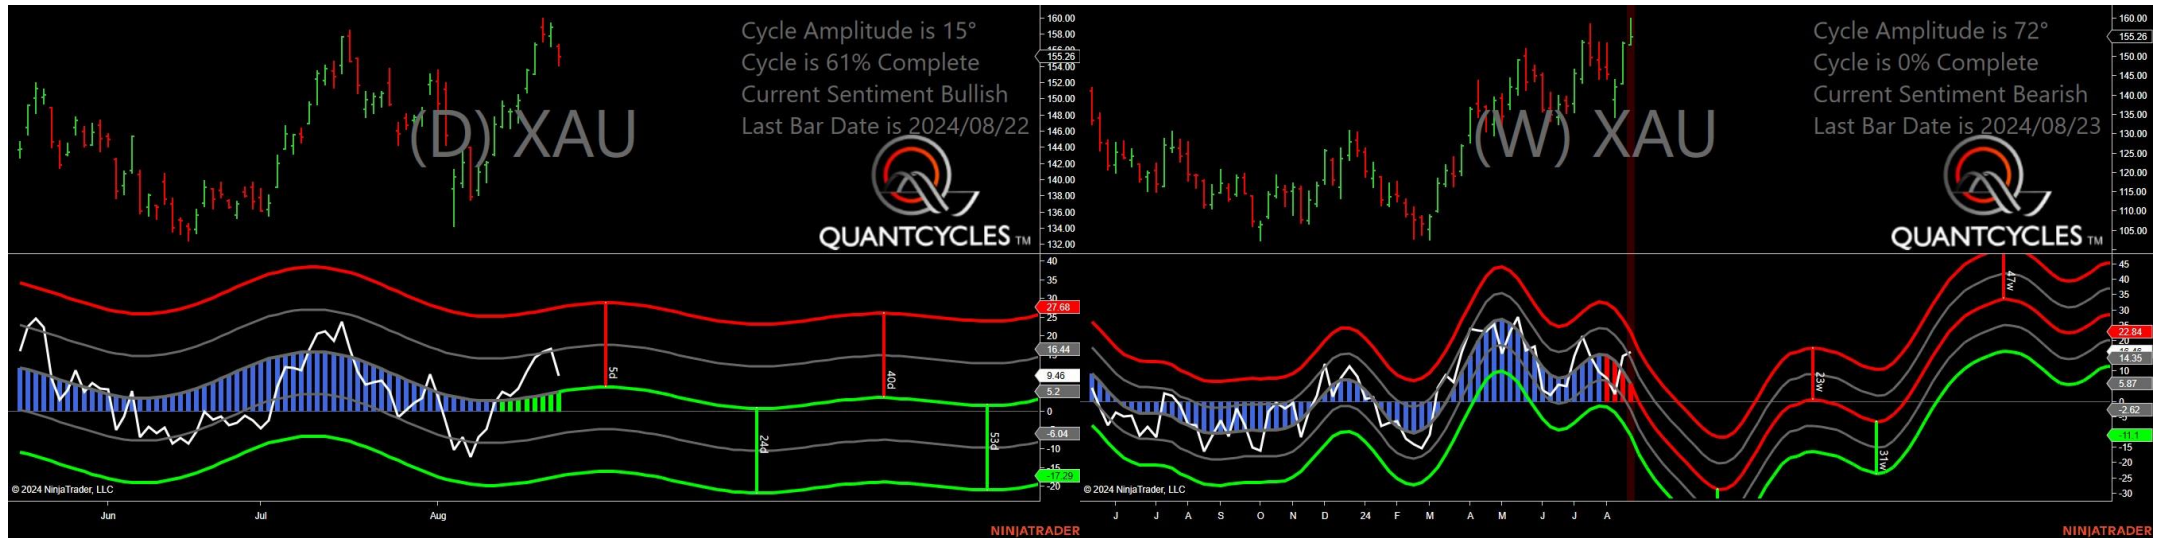 Cycle Amplitude is 15°
Cycle is 61% Complete
Current Sentiment Bullish
Last Bar Date is 2024/08/22
(D) XAU
QUANTCYCLES TM
160.00
158.00
155.26
154.00
152.00
150.00
148.00
146.00
144.00
142.00
140.00
138.00
136.00
134.00
132.00
40
35
30
27.68
25
20
16.44
9.46
5.2
0
-6.04
-10
-15
-17.29
-20
5d
24d
40d
53d
© 2024 NinjaTrader, LLC
Jun
Jul
Aug
NINJATRADER
Cycle Amplitude is 72°
Cycle is 0% Complete
Current Sentiment Bearish
Last Bar Date is 2024/08/23
(W) XAU
QUANTCYCLES TM
160.00
155.26
150.00
145.00
140.00
135.00
130.00
125.00
120.00
115.00
110.00
105.00
45
40
35
30
25
22.84
20
14.35
10
5.87
0
-2.62
-11.1
-15
-20
-25
-30
23w
31w
47w
© 2024 NinjaTrader, LLC
J J A S O N D 24 F M A M J J A
NINJATRADER